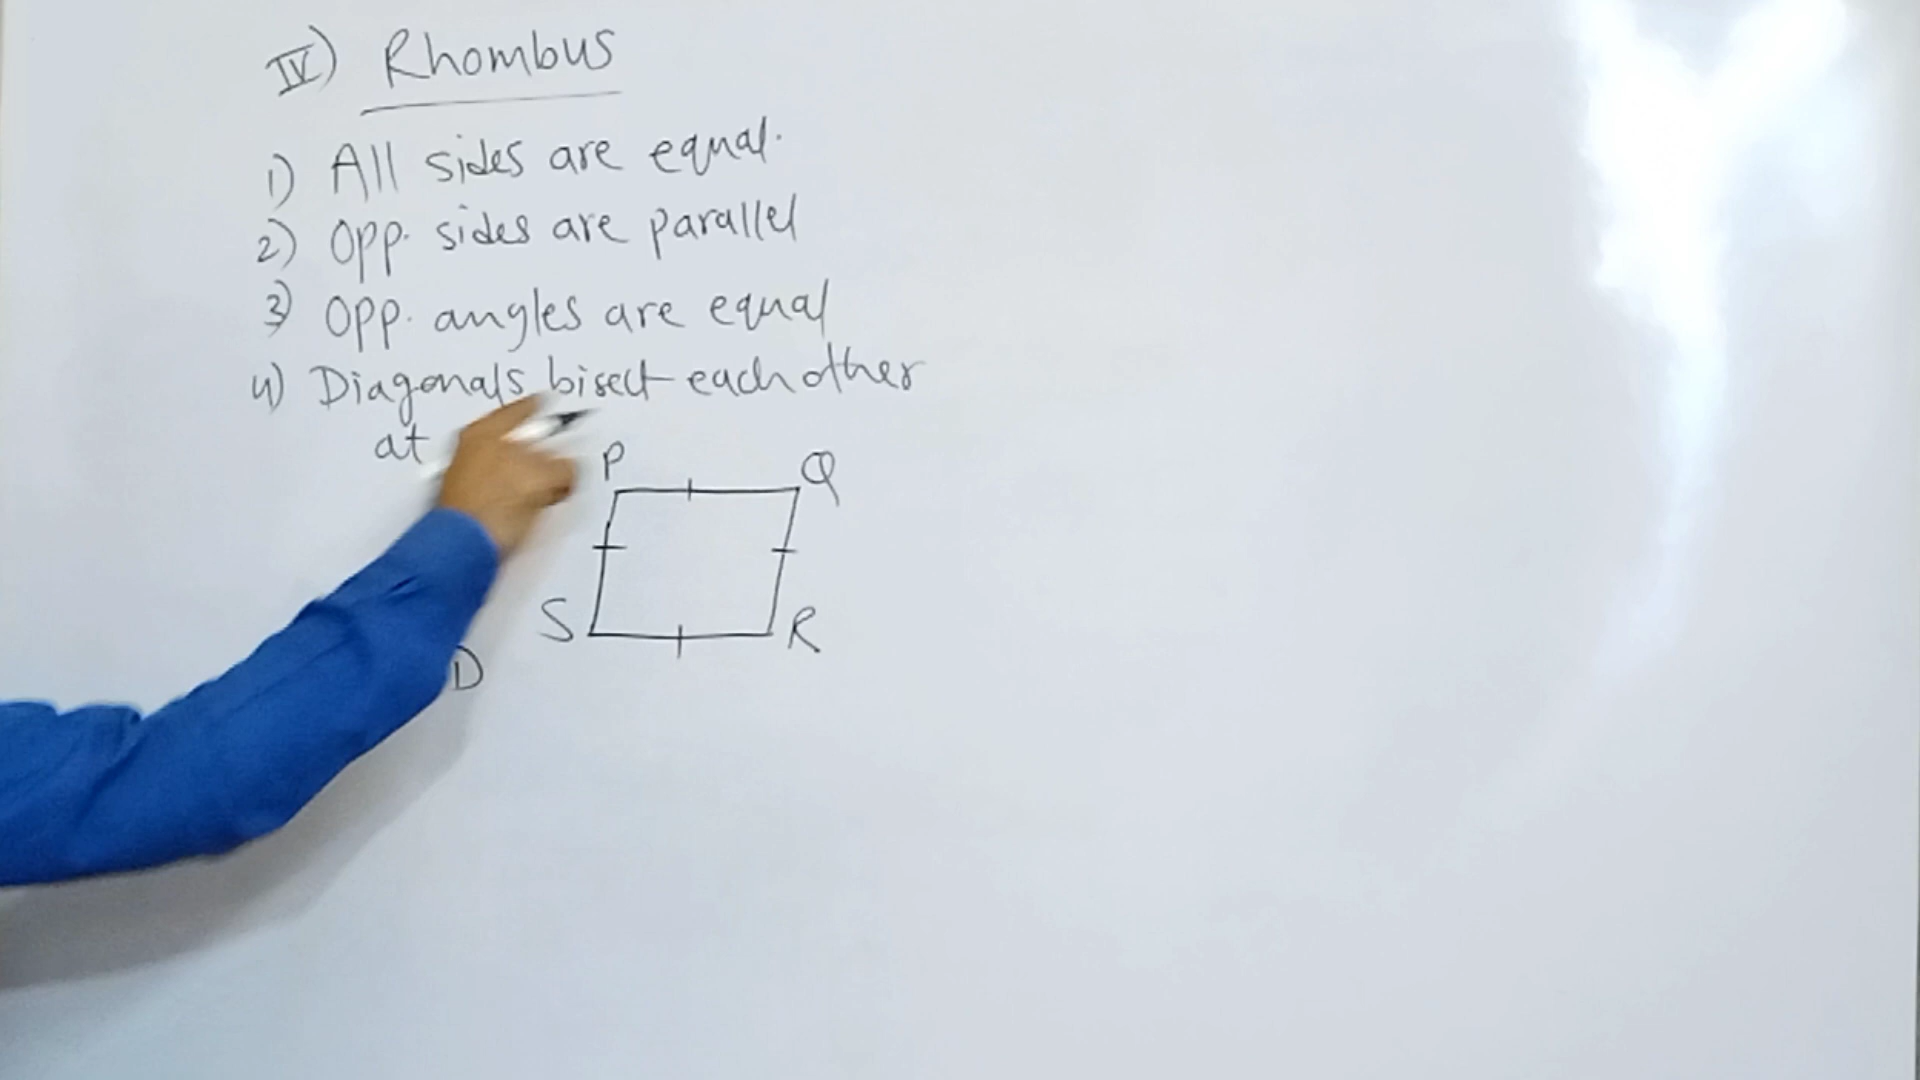 IV) Rhombus
1) All sides are equal.
2) Opp. sides are parallel
3) Opp. angles are equal
4) Diagonals bisect each other
at
P
Q
S
R
D